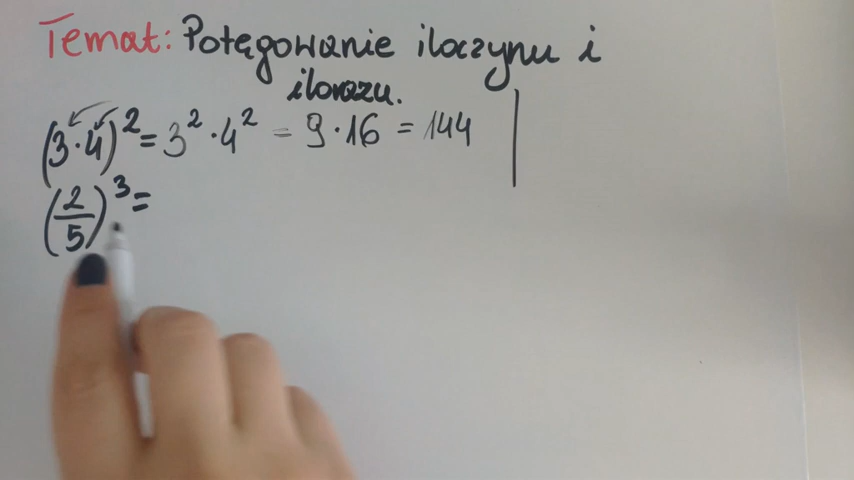 Temat: Potęgowanie iloczynu i
ilorazu.
(3·4)² = 3² · 4² = 9 · 16 = 144
(2/5)³ =